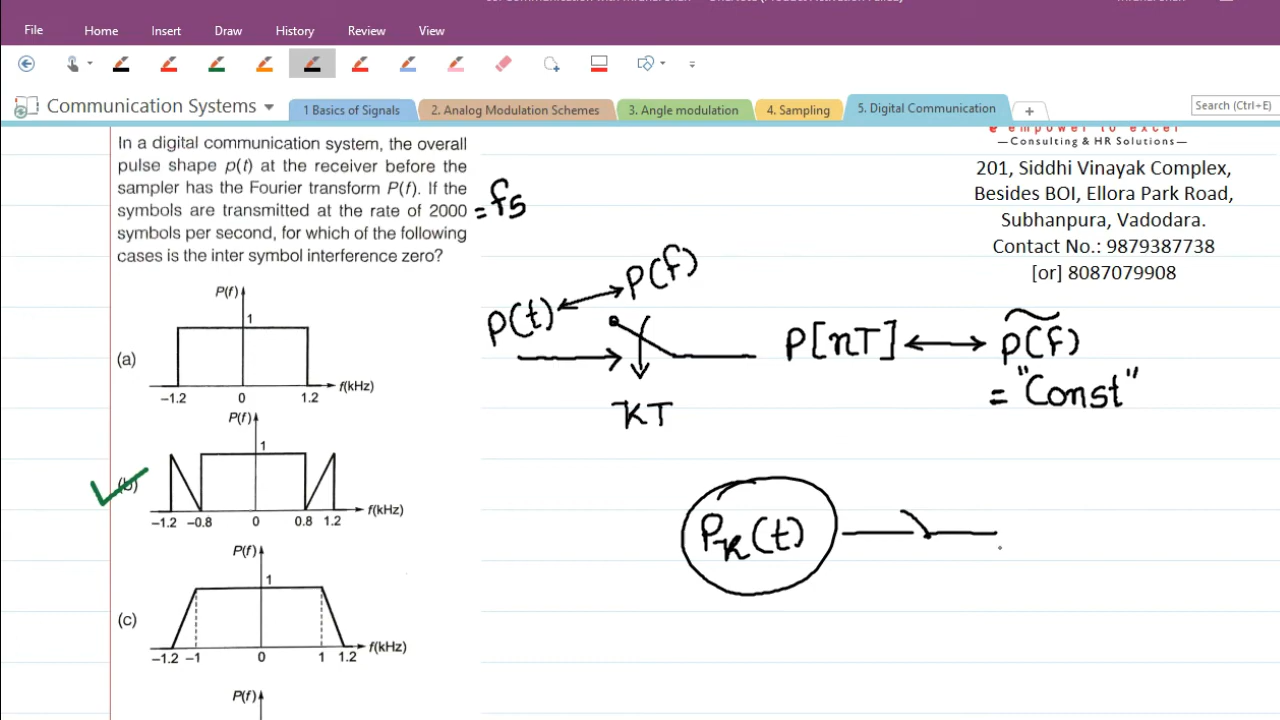 File Home Insert Draw History Review View
Communication Systems
1 Basics of Signals
2. Analog Modulation Schemes
3. Angle modulation
4. Sampling
5. Digital Communication
Search (Ctrl+E)
In a digital communication system, the overall
pulse shape p(t) at the receiver before the
sampler has the Fourier transform P(f). If the
symbols are transmitted at the rate of 2000
symbols per second, for which of the following
cases is the inter symbol interference zero?
= fs
empower to excel
—Consulting & HR Solutions—
201, Siddhi Vinayak Complex,
Besides BOI, Ellora Park Road,
Subhanpura, Vadodara.
Contact No.: 9879387738
[or] 8087079908
P(f)
1
(a)
-1.2 0 1.2 f(kHz)
P(f)
1
(b)
-1.2 -0.8 0 0.8 1.2 f(kHz)
P(f)
1
(c)
-1.2 -1 0 1 1.2 f(kHz)
P(f)
P(t) ↔ P(f)
KT
P[nT] ↔ P(f)
= "Const"
PK(t)